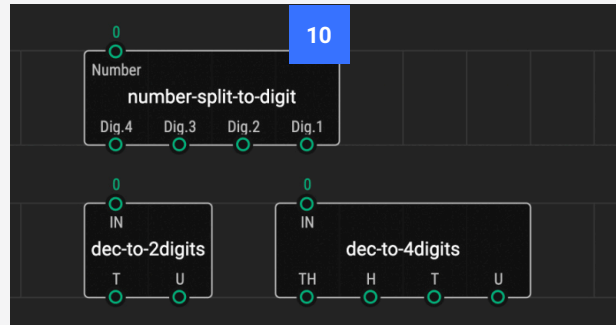 10
0
Number
number-split-to-digit
Dig.4 Dig.3 Dig.2 Dig.1
0 0
IN IN
dec-to-2digits dec-to-4digits
T U TH H T U